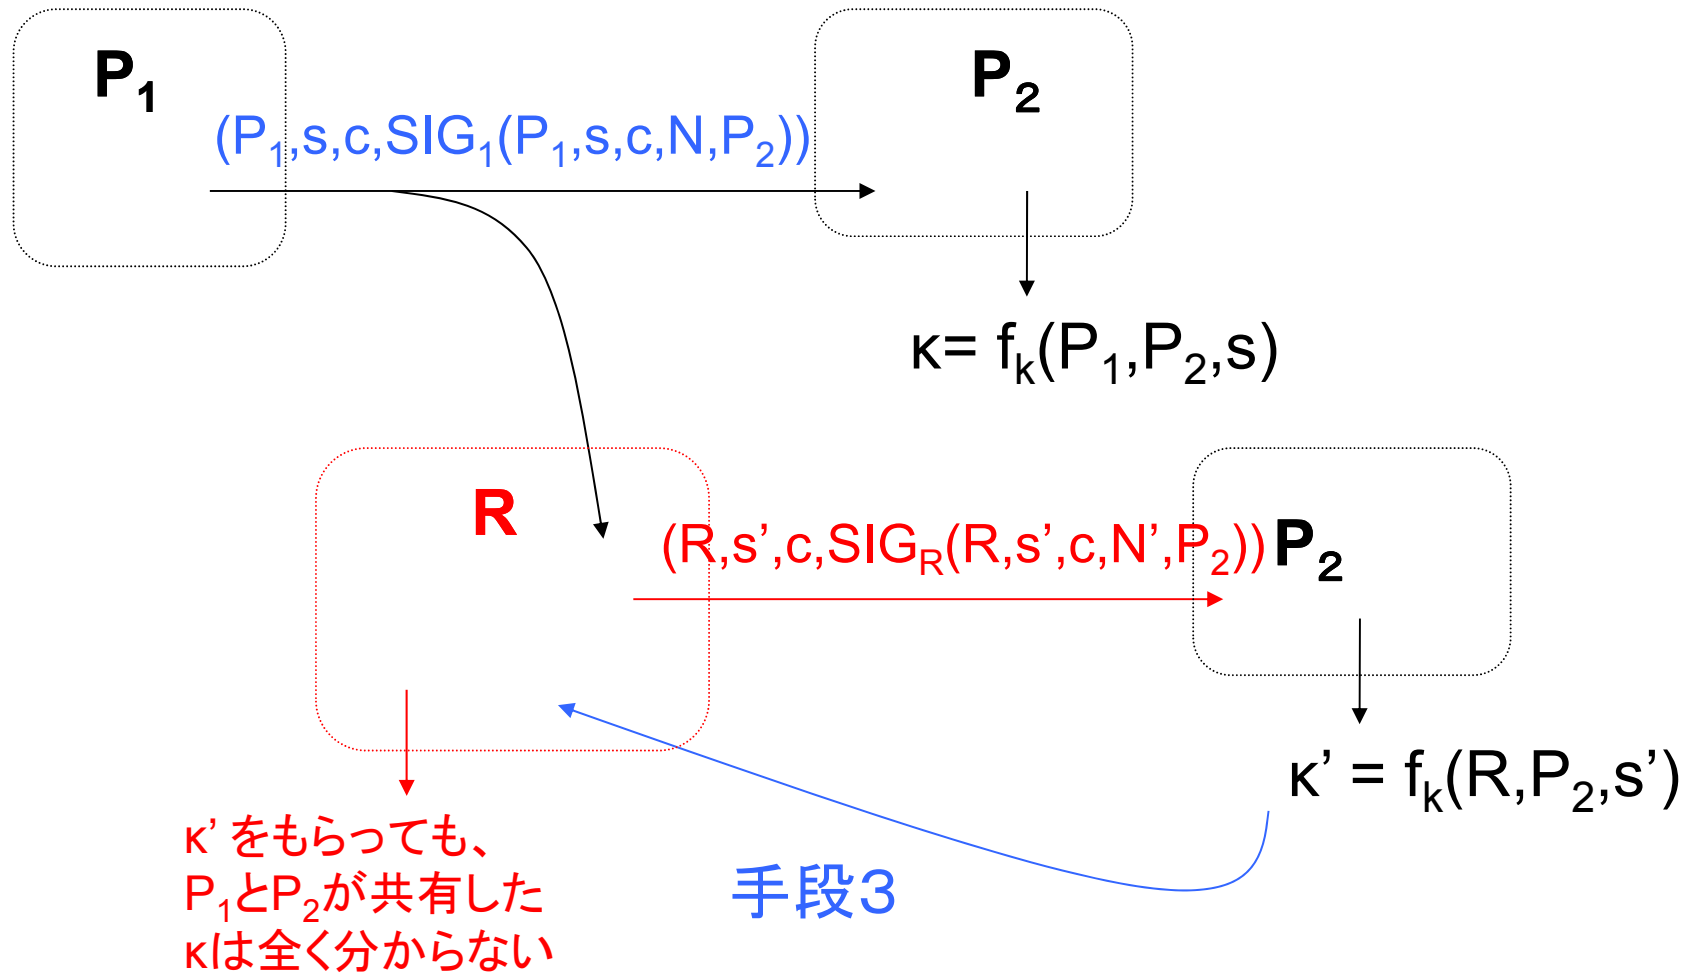 P₁
P₂
(P₁,s,c,SIG₁(P₁,s,c,N,P₂))
κ= fₖ(P₁,P₂,s)
R
(R,s’,c,SIG_R(R,s’,c,N’,P₂))
P₂
κ’ = fₖ(R,P₂,s’)
κ’ をもらっても、
P₁とP₂が共有した
κは全く分からない
手段３